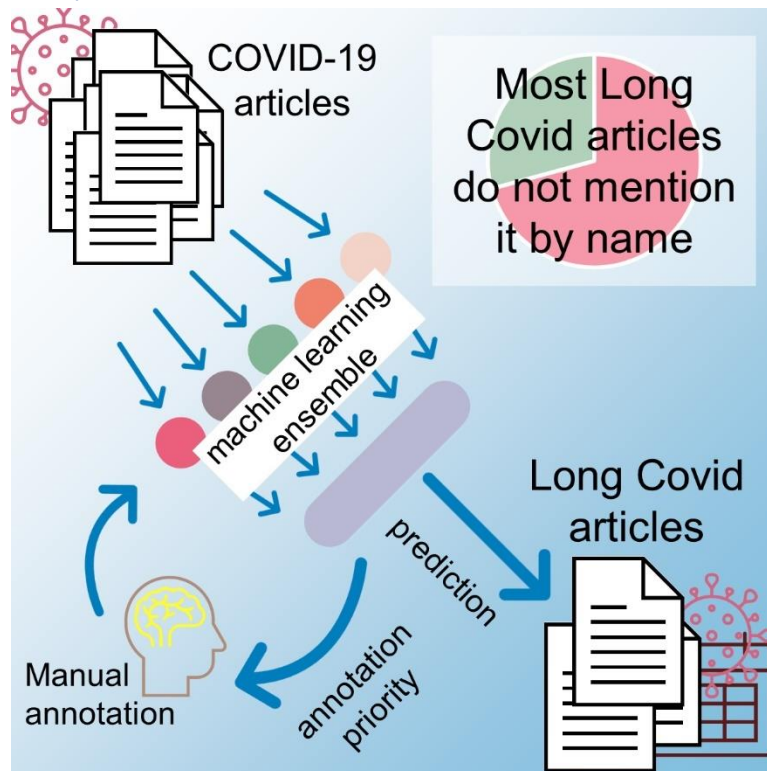 COVID-19
articles
Most Long
Covid articles
do not mention
it by name
machine learning
ensemble
Long Covid
articles
prediction
annotation
priority
Manual
annotation